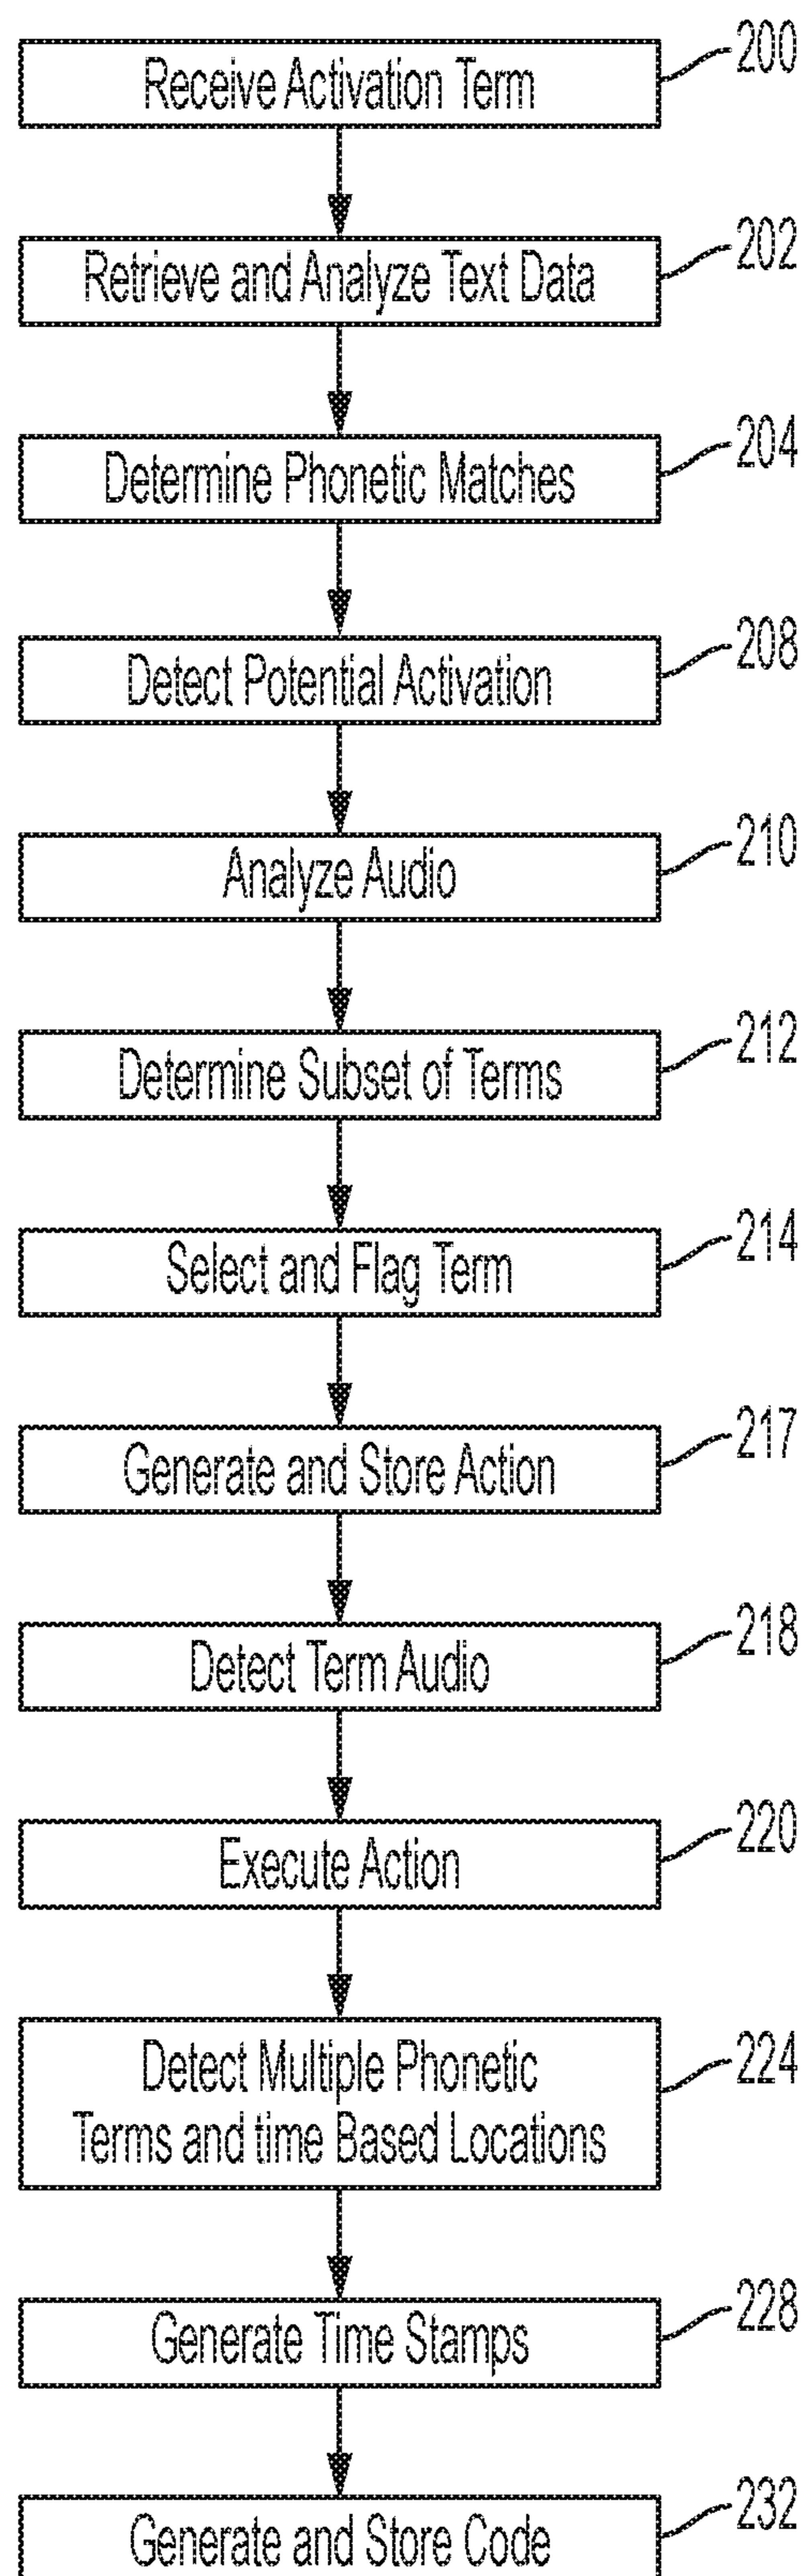 Receive Activation Term
200
Retrieve and Analyze Text Data
202
Determine Phonetic Matches
204
Detect Potential Activation
208
Analyze Audio
210
Determine Subset of Terms
212
Select and Flag Term
214
Generate and Store Action
217
Detect Term Audio
218
Execute Action
220
Detect Multiple Phonetic
Terms and time Based Locations
224
Generate Time Stamps
228
Generate and Store Code
232